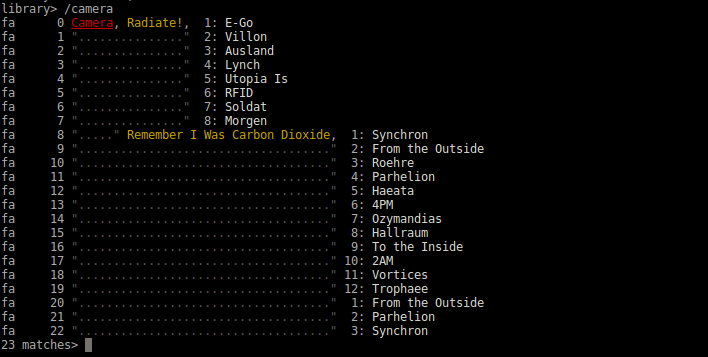 library> /camera
fa      0 Camera, Radiate!,  1: E-Go
fa      1 "..............."  2: Villon
fa      2 "..............."  3: Ausland
fa      3 "..............."  4: Lynch
fa      4 "..............."  5: Utopia Is
fa      5 "..............."  6: RFID
fa      6 "..............."  7: Soldat
fa      7 "..............."  8: Morgen
fa      8 "....." Remember I Was Carbon Dioxide,  1: Synchron
fa      9 "...................................."  2: From the Outside
fa     10 "...................................."  3: Roehre
fa     11 "...................................."  4: Parhelion
fa     12 "...................................."  5: Haeata
fa     13 "...................................."  6: 4PM
fa     14 "...................................."  7: Ozymandias
fa     15 "...................................."  8: Hallraum
fa     16 "...................................."  9: To the Inside
fa     17 "...................................." 10: 2AM
fa     18 "...................................." 11: Vortices
fa     19 "...................................." 12: Trophaee
fa     20 "...................................."  1: From the Outside
fa     21 "...................................."  2: Parhelion
fa     22 "...................................."  3: Synchron
23 matches>